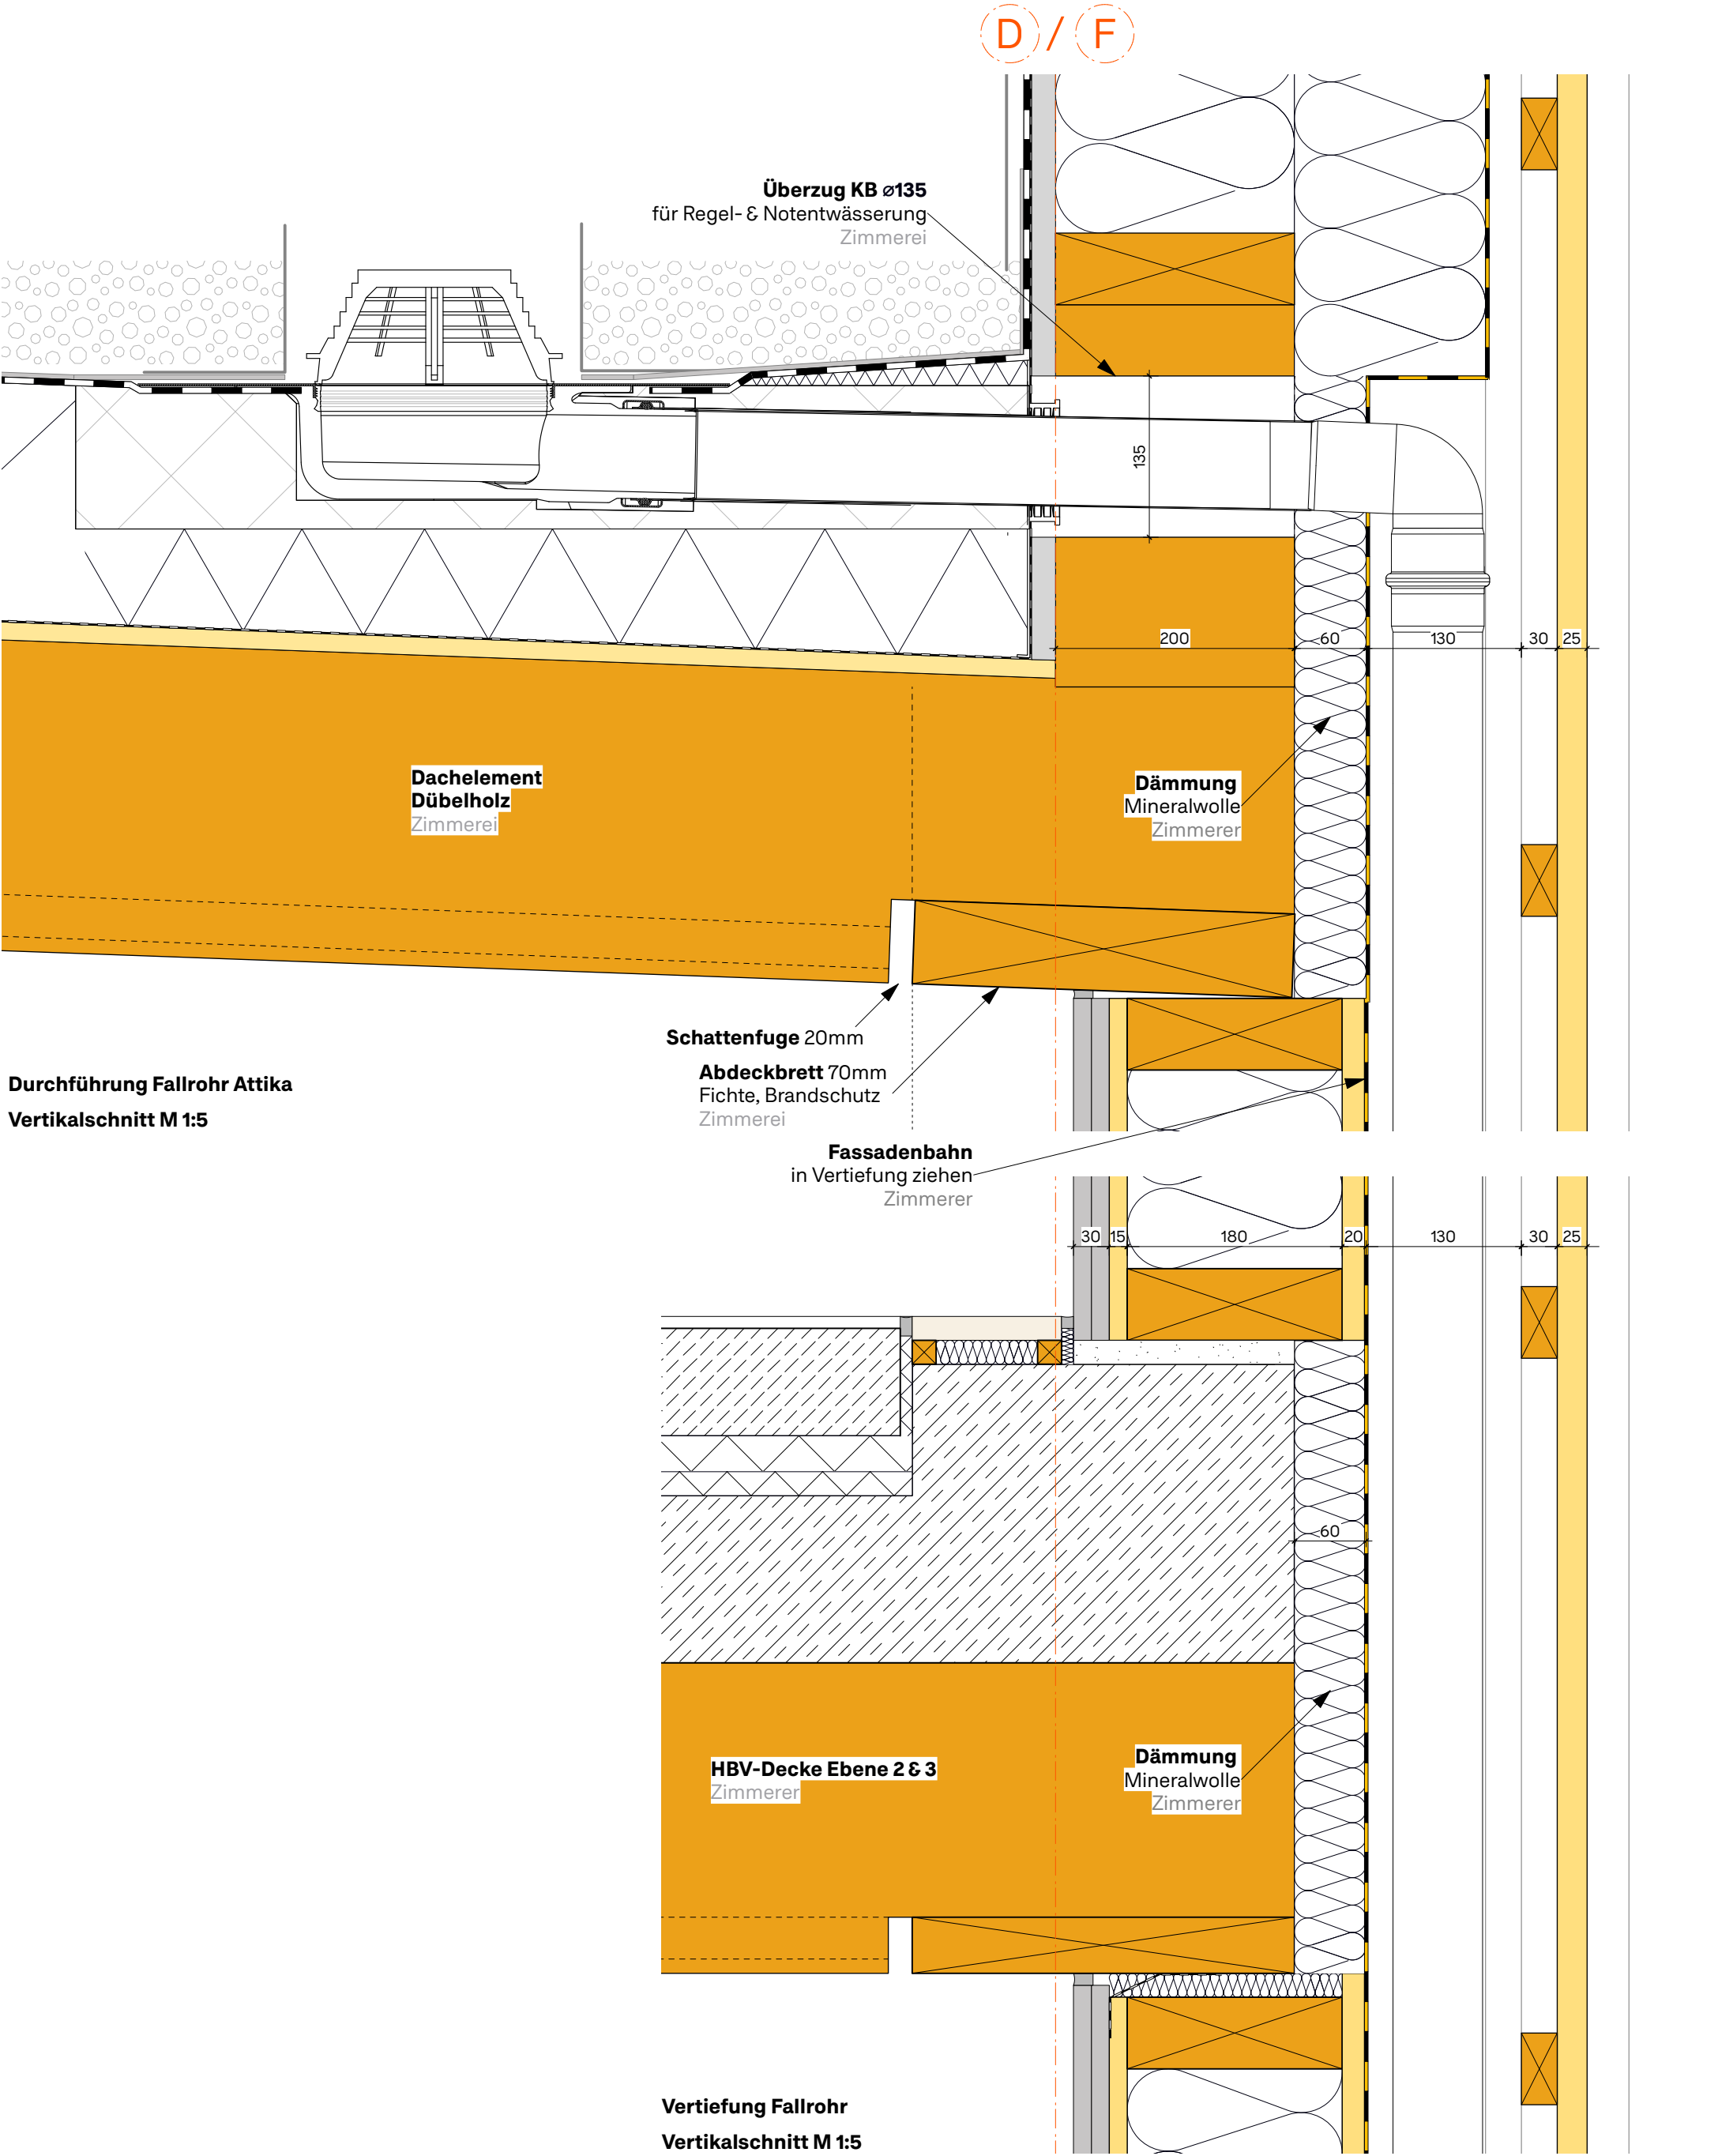 D / F
Überzug KB ⌀135
für Regel- & Notentwässerung
Zimmerei
135
200 60 130 30 25
Dachelement
Dübelholz
Zimmerei
Dämmung
Mineralwolle
Zimmerer
Schattenfuge 20mm
Abdeckbrett 70mm
Fichte, Brandschutz
Zimmerei
Durchführung Fallrohr Attika
Vertikalschnitt M 1:5
Fassadenbahn
in Vertiefung ziehen
Zimmerer
30 15 180 20 130 30 25
60
HBV-Decke Ebene 2 & 3
Zimmerer
Dämmung
Mineralwolle
Zimmerer
Vertiefung Fallrohr
Vertikalschnitt M 1:5